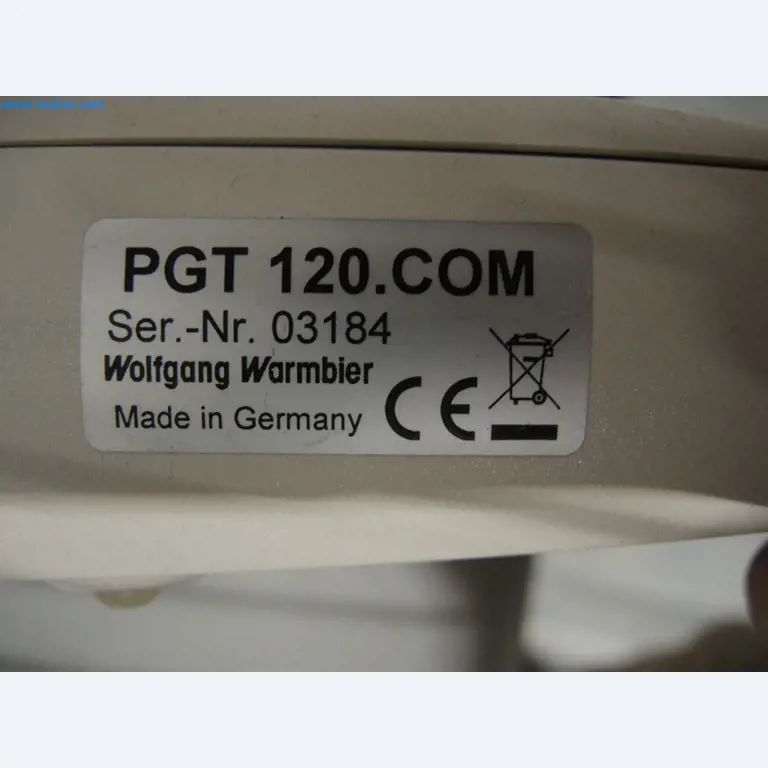 PGT 120.COM
Ser.-Nr. 03184
Wolfgang Warmbier
Made in Germany
CE